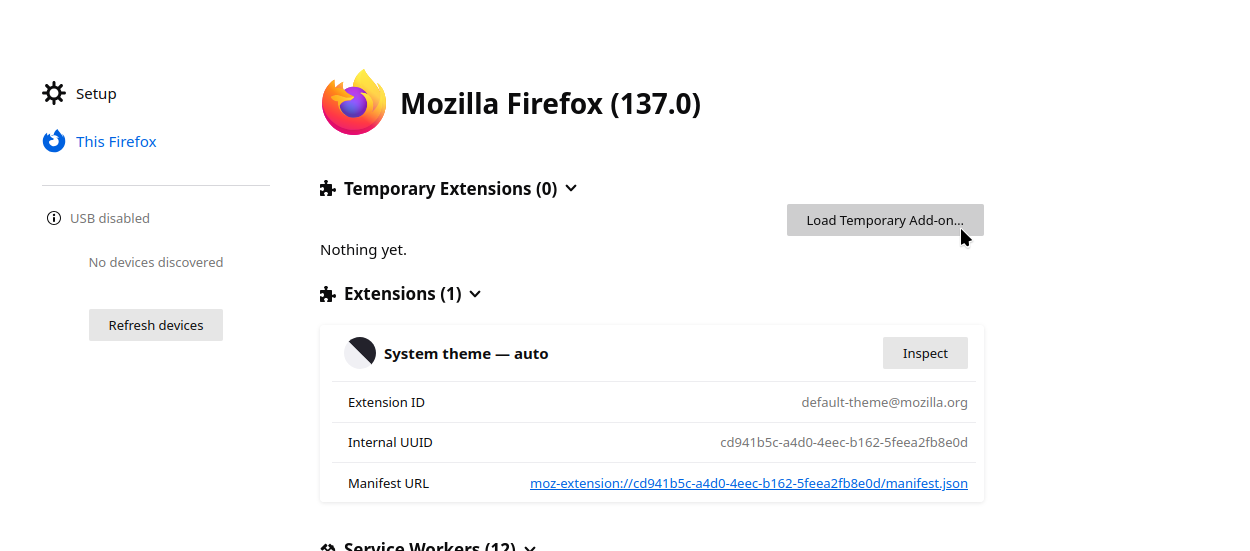 Setup
This Firefox
USB disabled
No devices discovered
Refresh devices
Mozilla Firefox (137.0)
Temporary Extensions (0)
Load Temporary Add-on...
Nothing yet.
Extensions (1)
System theme — auto
Inspect
Extension ID default-theme@mozilla.org
Internal UUID cd941b5c-a4d0-4eec-b162-5feea2fb8e0d
Manifest URL moz-extension://cd941b5c-a4d0-4eec-b162-5feea2fb8e0d/manifest.json
Service Workers (12)